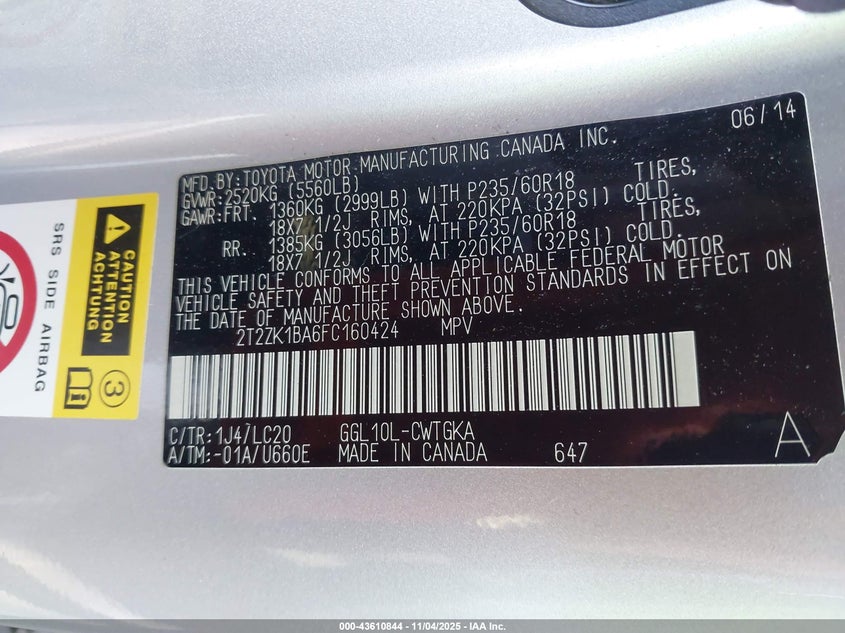 06/14
MFD.BY:TOYOTA MOTOR MANUFACTURING CANADA INC.
GVWR:2520KG (5560LB)
GAWR:FRT. 1360KG (2999LB) WITH P235/60R18 TIRES,
18X7 1/2J RIMS, AT 220KPA (32PSI) COLD.
RR. 1385KG (3056LB) WITH P235/60R18 TIRES,
18X7 1/2J RIMS, AT 220KPA (32PSI) COLD.
THIS VEHICLE CONFORMS TO ALL APPLICABLE FEDERAL MOTOR
VEHICLE SAFETY AND THEFT PREVENTION STANDARDS IN EFFECT ON
THE DATE OF MANUFACTURE SHOWN ABOVE.
2T2ZK1BA6FC160424 MPV
C/TR:1J4/LC20 GGL10L-CWTGKA
A/TM:-01A/U660E MADE IN CANADA 647 A
SRS SIDE AIRBAG
CAUTION
ATTENTION
ACHTUNG
3
000-43610844 - 11/04/2025 - IAA Inc.